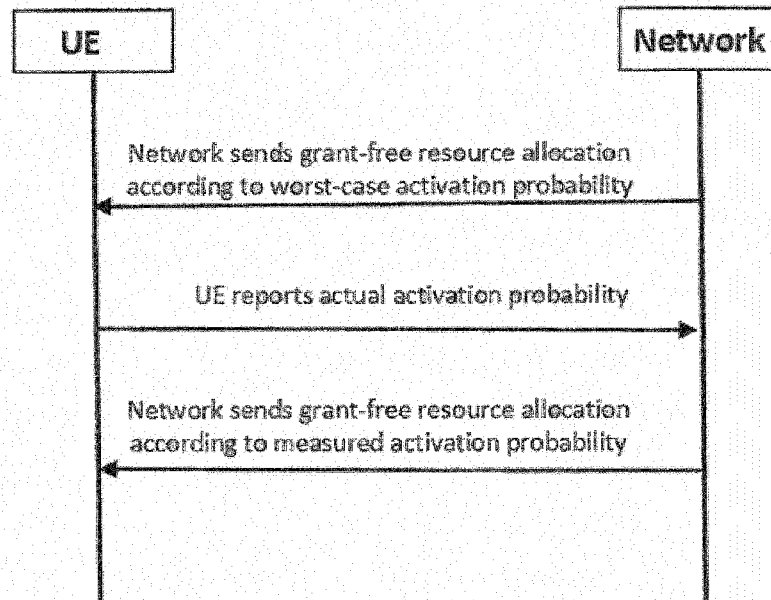 UE
Network
Network sends grant-free resource allocation
according to worst-case activation probability
UE reports actual activation probability
Network sends grant-free resource allocation
according to measured activation probability